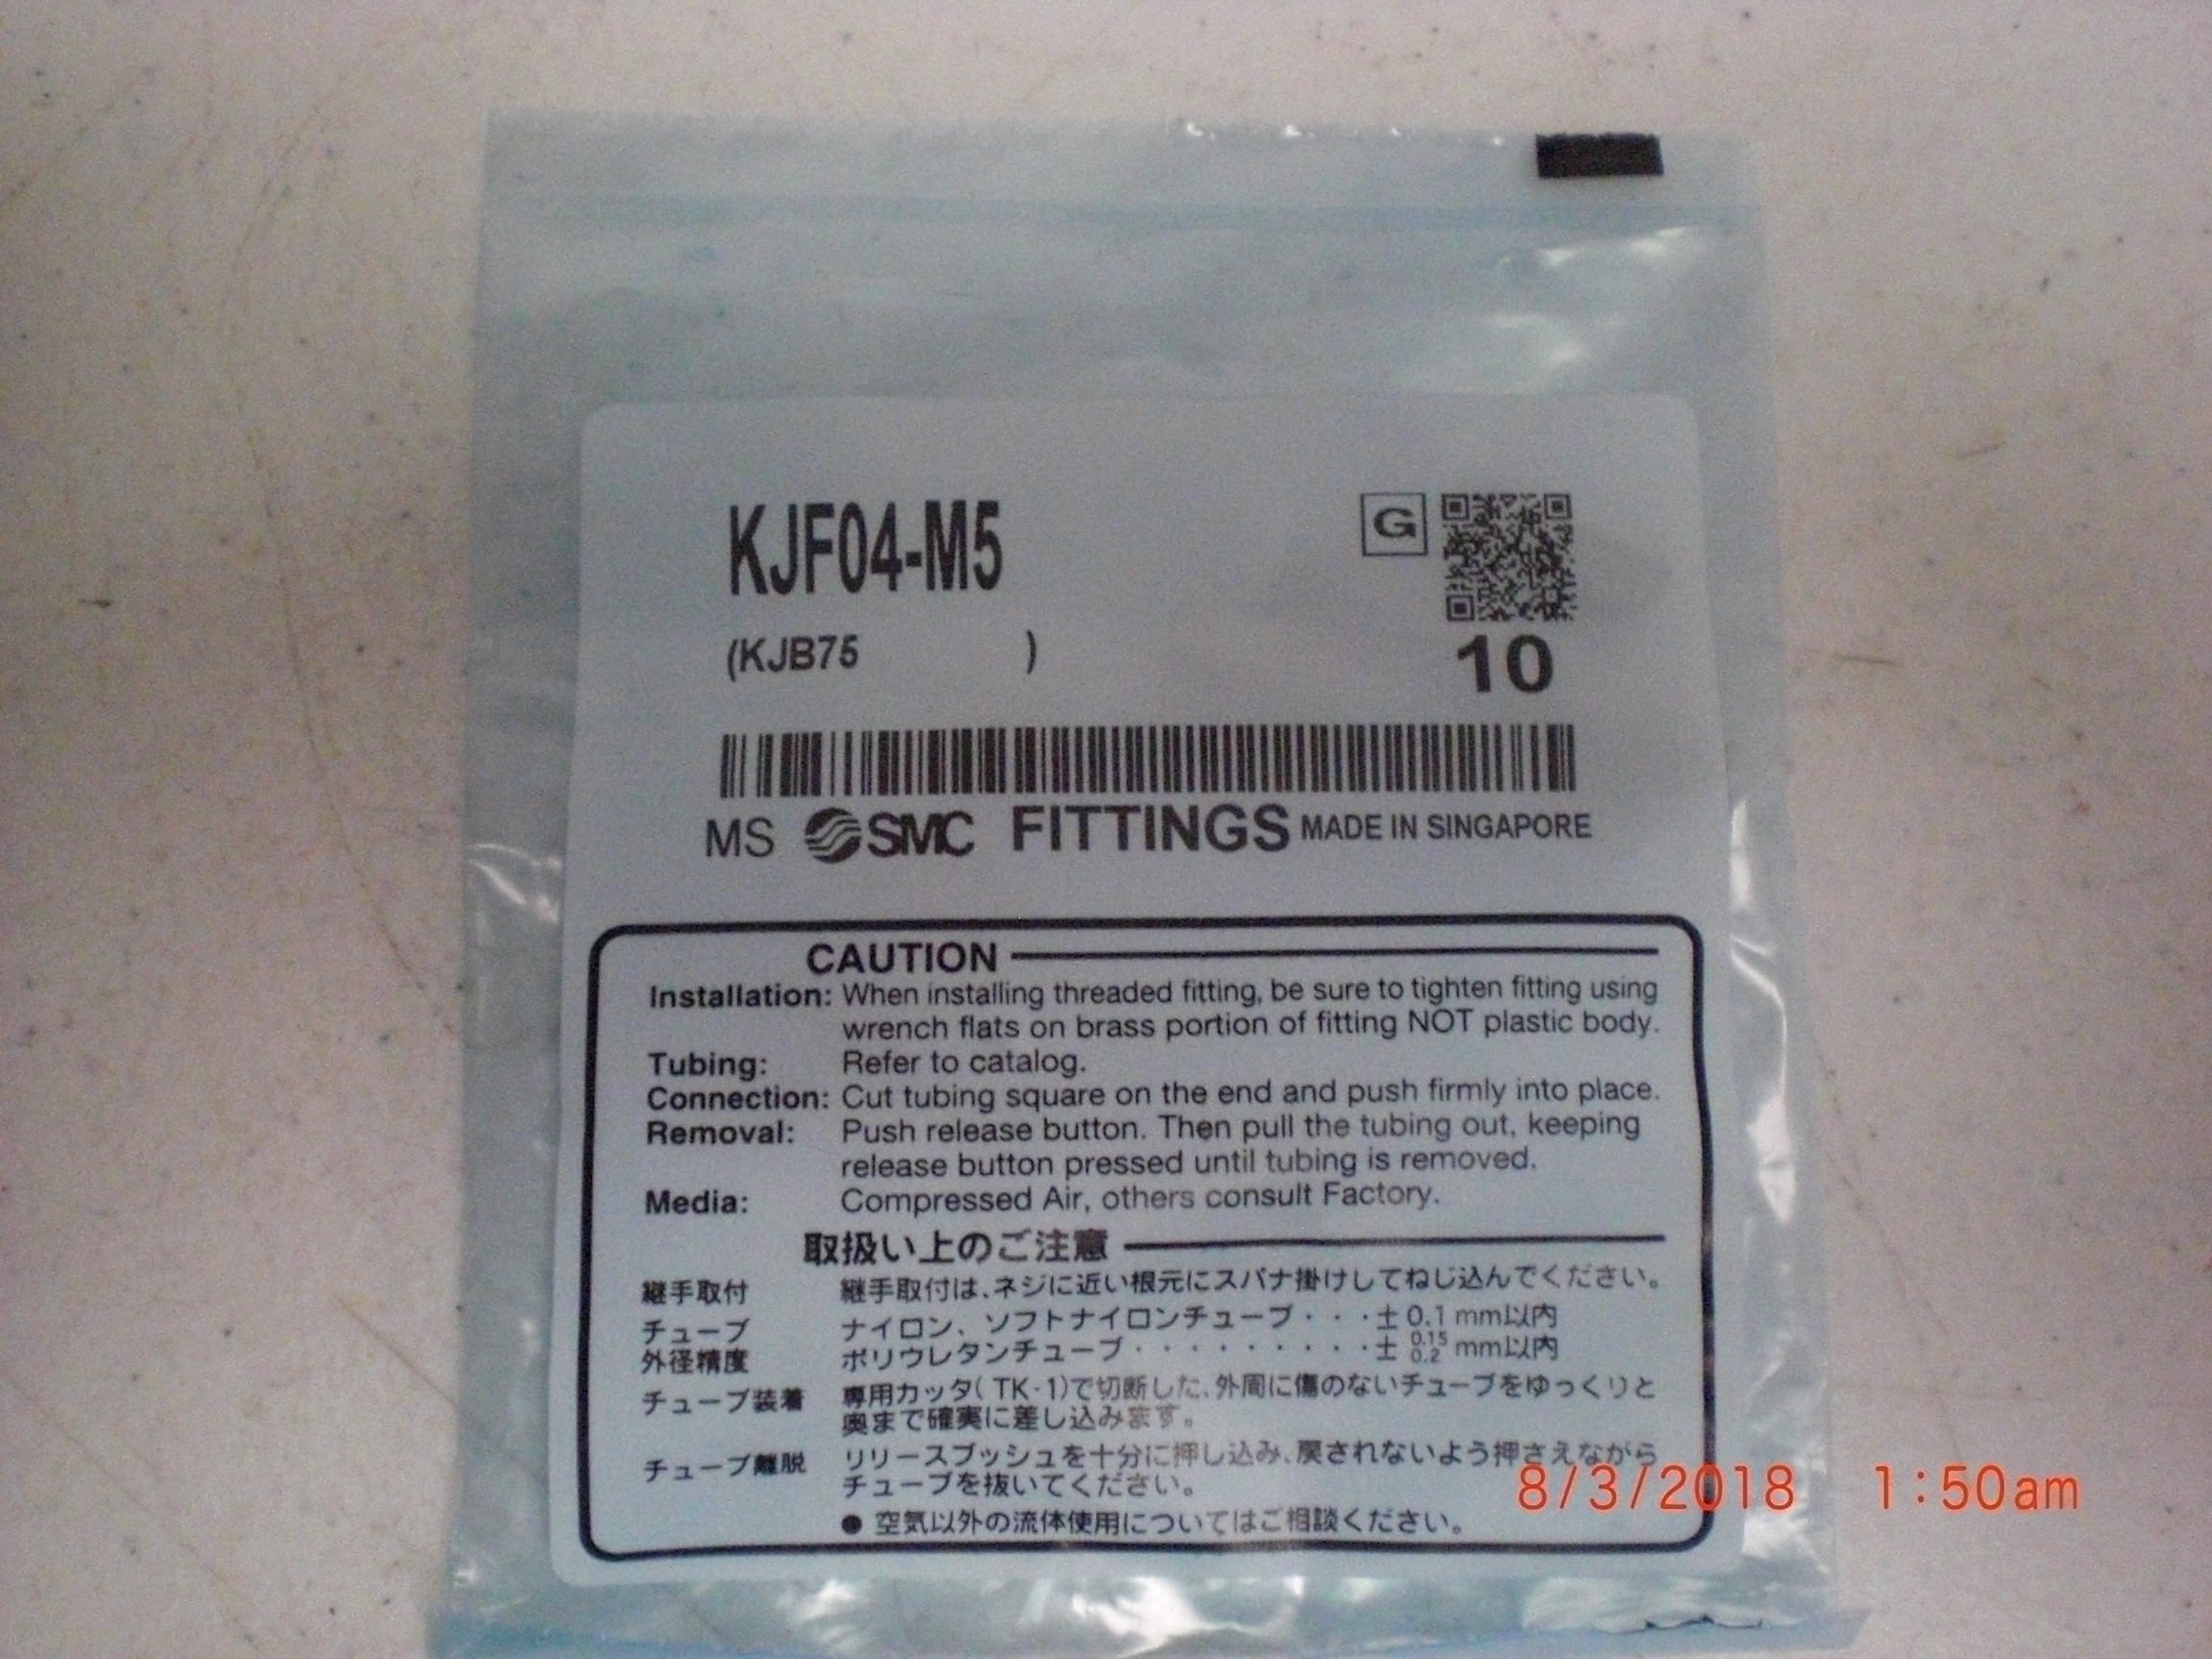 KJF04-M5
G
(KJB75 )
10
MS SMC FITTINGS MADE IN SINGAPORE
CAUTION
Installation: When installing threaded fitting, be sure to tighten fitting using
wrench flats on brass portion of fitting NOT plastic body.
Tubing: Refer to catalog.
Connection: Cut tubing square on the end and push firmly into place.
Removal: Push release button. Then pull the tubing out, keeping
release button pressed until tubing is removed.
Media: Compressed Air, others consult Factory.
取扱い上のご注意
継手取付 継手取付は、ネジに近い根元にスパナ掛けしてねじ込んでください。
チューブ ナイロン、ソフトナイロンチューブ・・・± 0.1 mm以内
外径精度 ポリウレタンチューブ・・・・・・・・・・± 0.15 0.2 mm以内
チューブ装着 専用カッタ( TK-1)で切断した、外周に傷のないチューブをゆっくりと
奥まで確実に差し込みます。
チューブ離脱 リリースブッシュを十分に押し込み、戻されないよう押さえながら
チューブを抜いてください。
● 空気以外の流体使用についてはご相談ください。
8/3/2018 1:50am